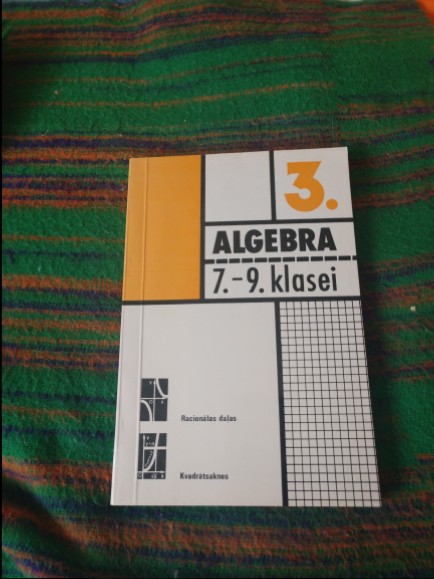 3.
ALGEBRA
7.-9. klasei
Racionālas daļas
Kvadrātsaknes